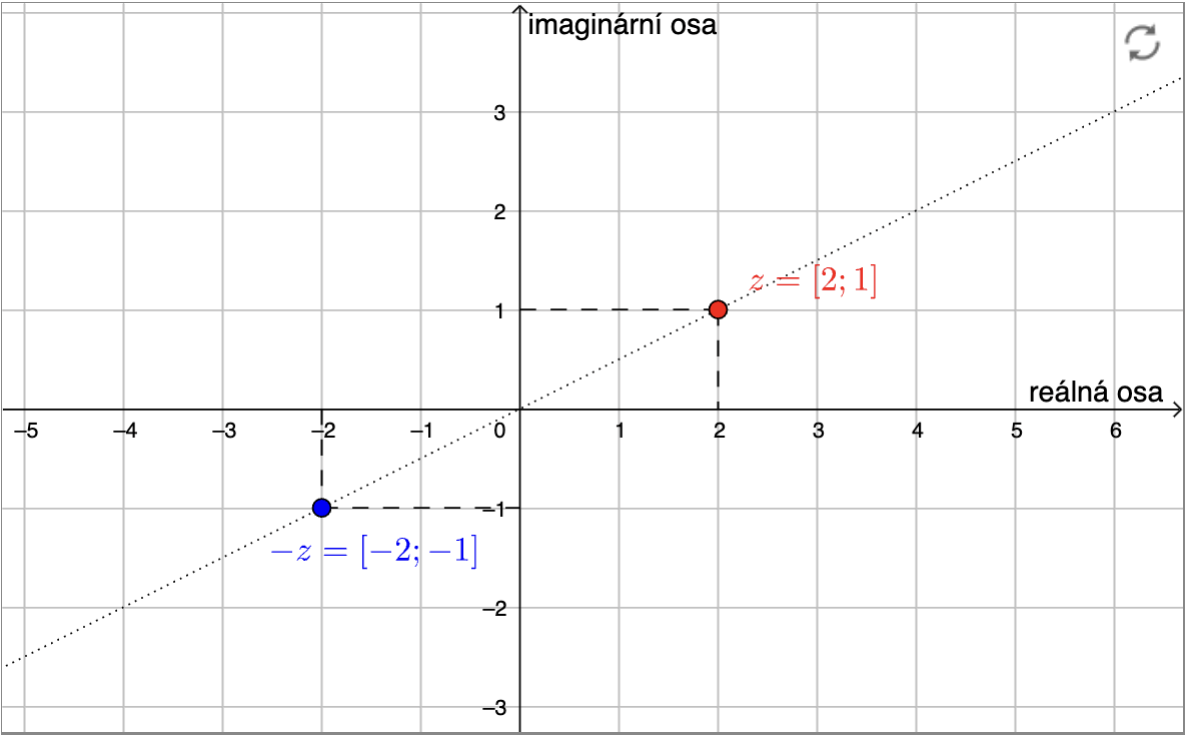 imaginární osa
3
2
z = [2; 1]
1
reálná osa
–5 –4 –3 –2 –1 0 1 2 3 4 5 6
–1
−z = [−2; −1]
–2
–3